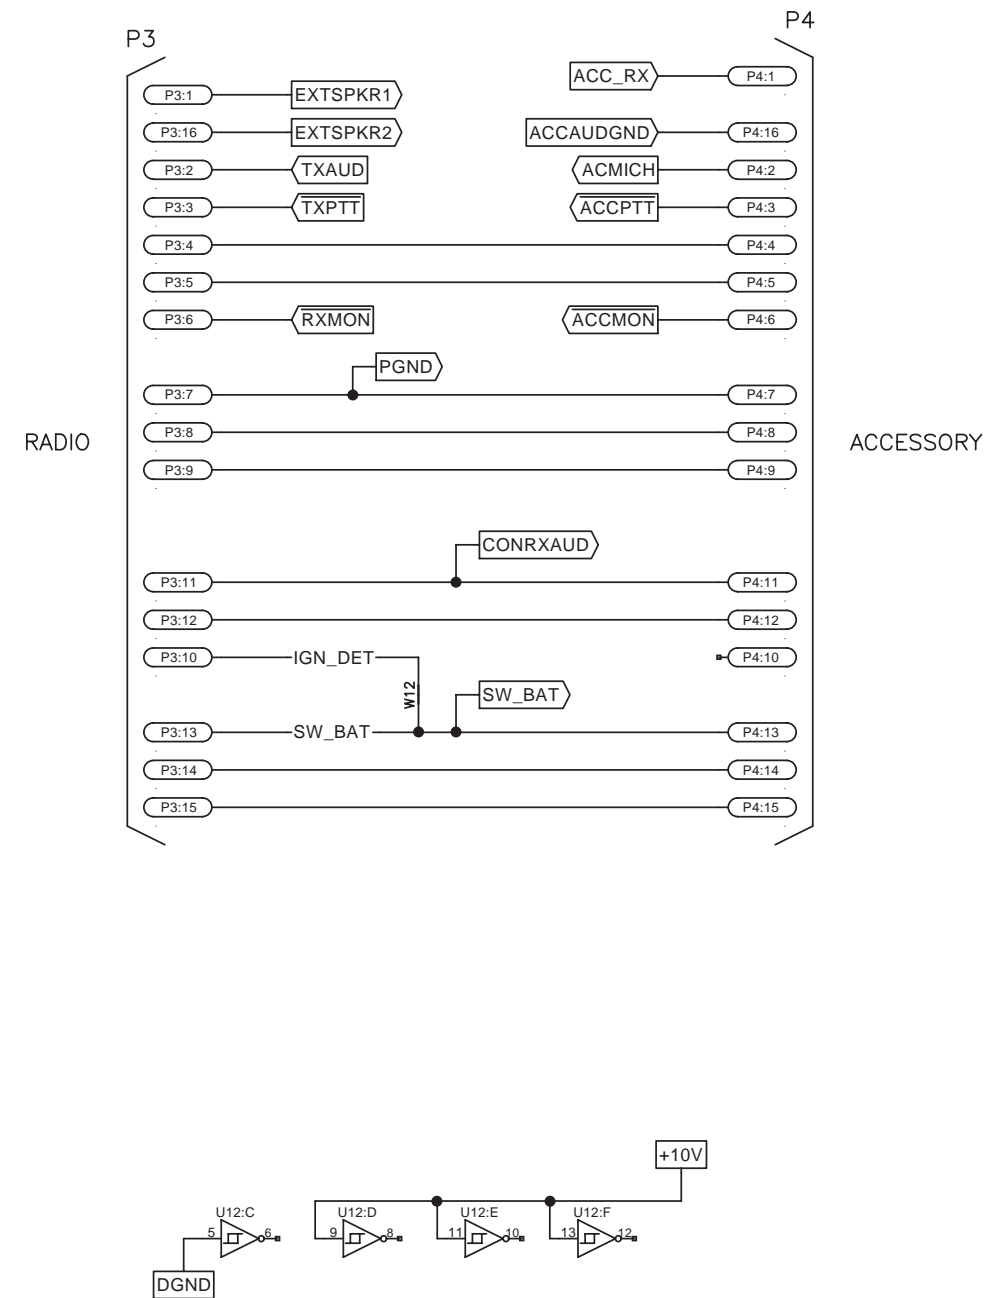 P3 P4
P3:1 EXTSPKR1 ACC_RX P4:1
P3:16 EXTSPKR2 ACCAUDGND P4:16
P3:2 TXAUD ACMICH P4:2
P3:3 TXPTT ACCPTT P4:3
P3:4 P4:4
P3:5 P4:5
P3:6 RXMON ACCMON P4:6
PGND
P3:7 P4:7
RADIO P3:8 P4:8 ACCESSORY
P3:9 P4:9
CONRXAUD
P3:11 P4:11
P3:12 P4:12
P3:10 IGN_DET P4:10
W12 SW_BAT
P3:13 SW_BAT P4:13
P3:14 P4:14
P3:15 P4:15
+10V
U12:C U12:D U12:E U12:F
5 6 9 8 11 10 13 12
DGND